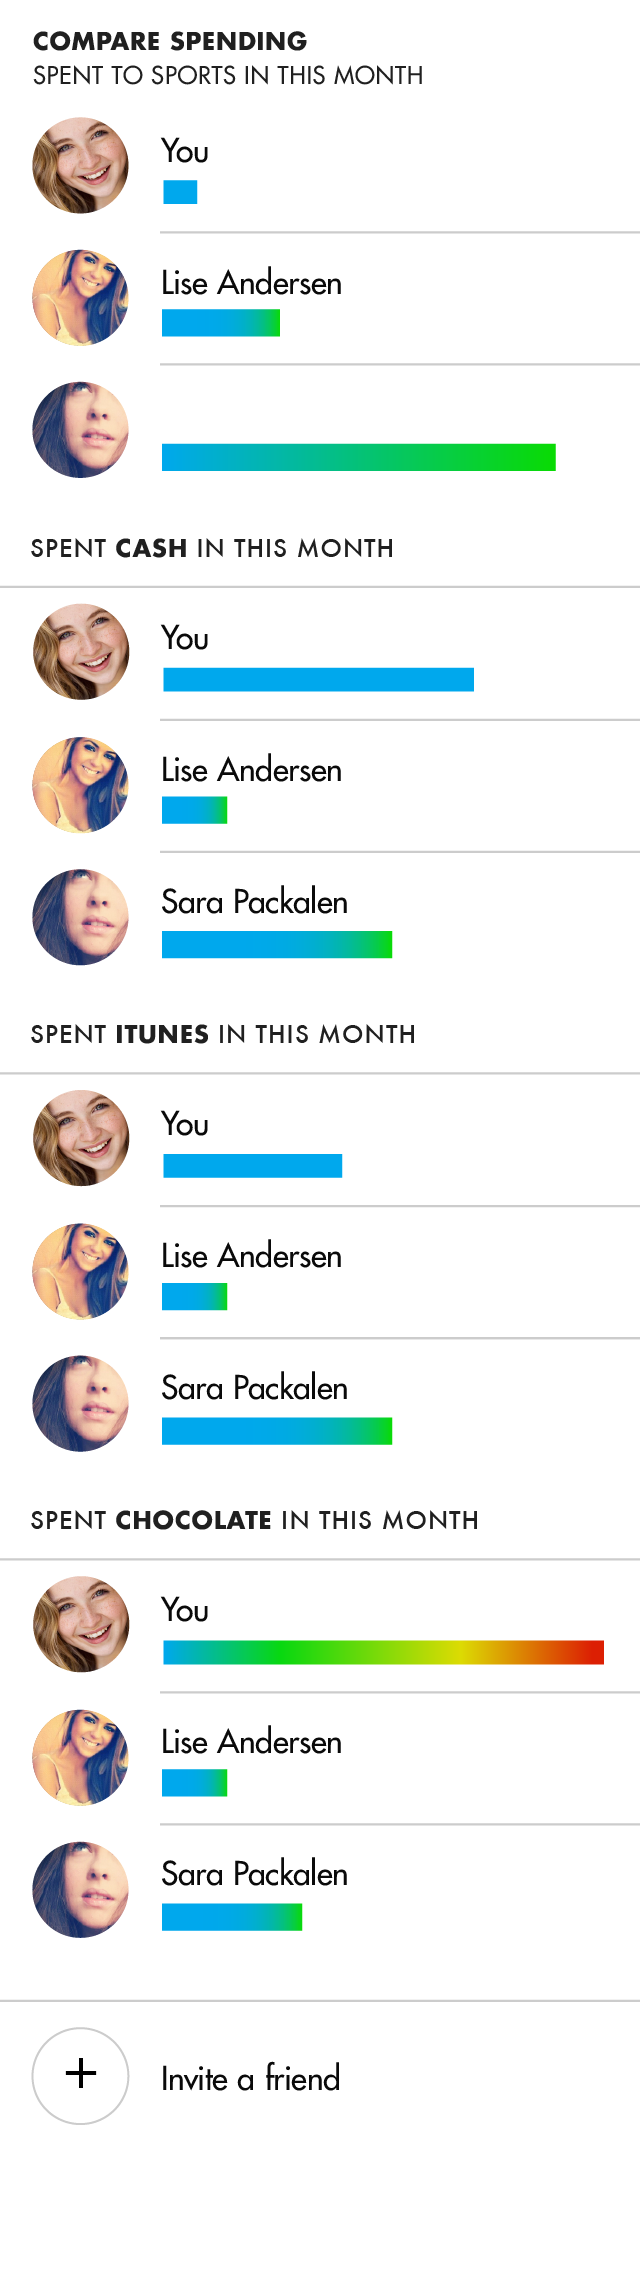 COMPARE SPENDING
SPENT TO SPORTS IN THIS MONTH
You
Lise Andersen
SPENT CASH IN THIS MONTH
You
Lise Andersen
Sara Packalen
SPENT ITUNES IN THIS MONTH
You
Lise Andersen
Sara Packalen
SPENT CHOCOLATE IN THIS MONTH
You
Lise Andersen
Sara Packalen
Invite a friend